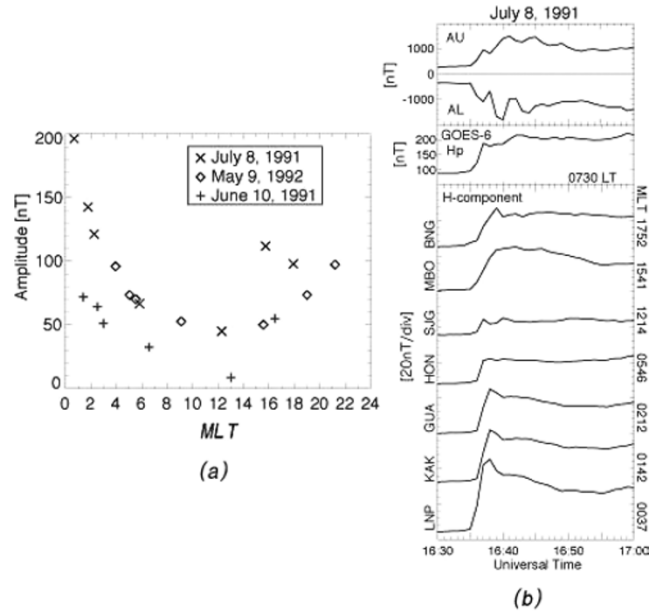 200
150
100
50
0
Amplitude [nT]
× July 8, 1991
◇ May 9, 1992
+ June 10, 1991
0 2 4 6 8 10 12 14 16 18 20 22 24
MLT
(a)
July 8, 1991
AU
1000
0
-1000
[nT]
AL
GOES-6
Hp
200
150
100
[nT]
0730 LT
H-component
MLT
BNG 1752
MBO 1541
SJG 1214
HON 0546
GUA 0212
KAK 0142
LNP 0037
[20nT/div]
16:30 16:40 16:50 17:00
Universal Time
(b)